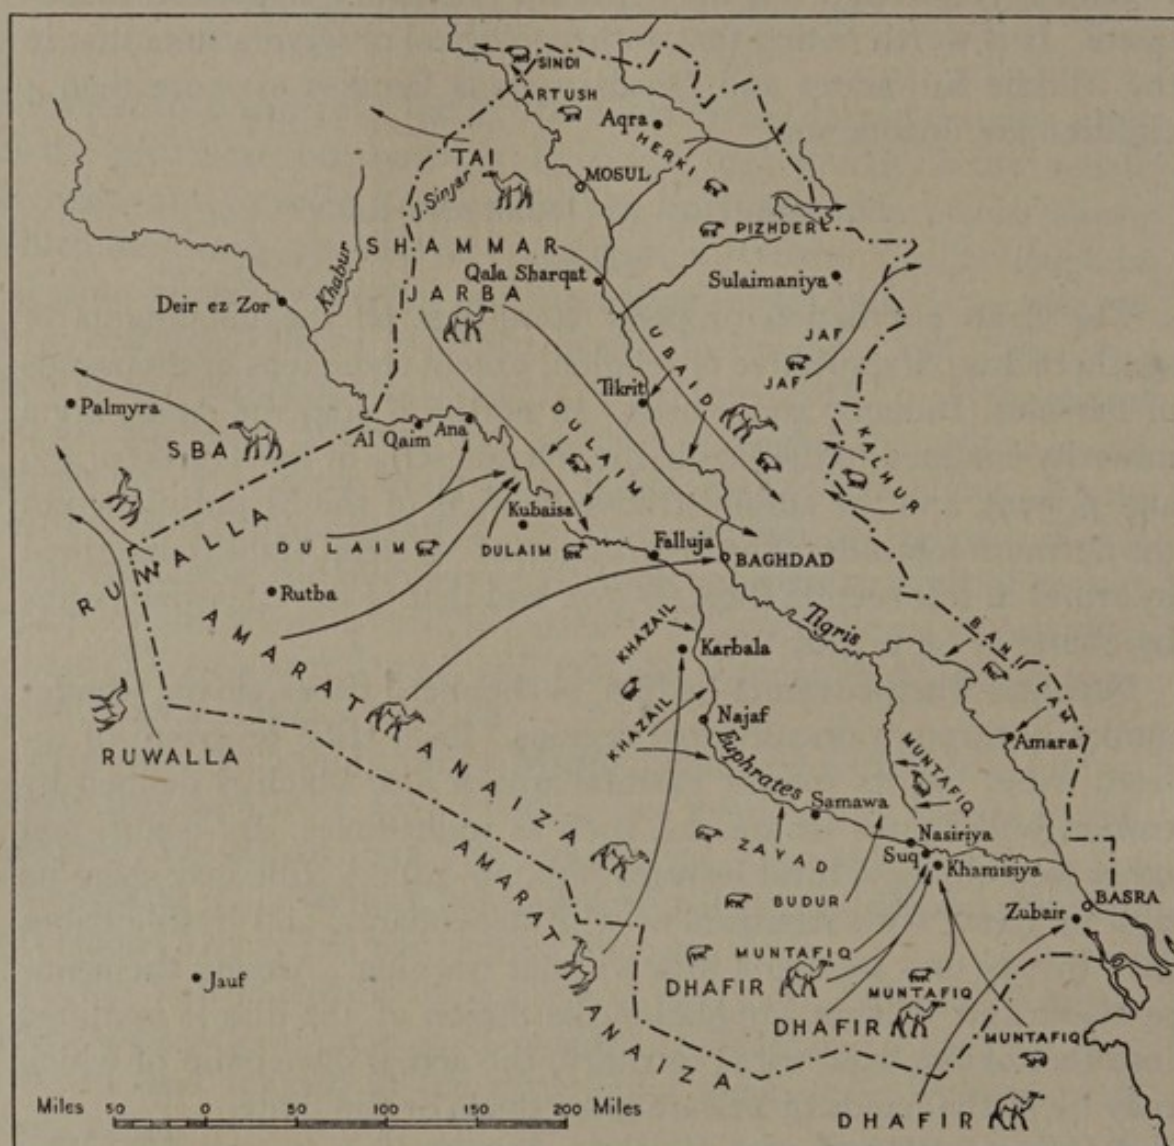 SINDI
ARTUSH
Aqra
HERKI
TAI
MOSUL
J. Sinjar
PIZHDER
SHAMMAR
Khabur
Qala Sharqat
Sulaimaniya
JARBA
Deir ez Zor
UBAID
JAF
JAF
Tikrit
Palmyra
Al Qaim
Ana
DULAIM
KALHUR
SBA
Kubaisa
RUWALLA
DULAIM
DULAIM
Falluja
BAGHDAD
Rutba
AMARAT ANAIZA
Tigris
KHAZAIL
Karbala
BANI LAM
KHAZAIL
Najaf
Euphrates
RUWALLA
MUNTAFIQ
Amara
Samawa
AMARAT ANAIZA
ZAYAD
Nasiriya
Suq
Khamisiya
BUDUR
BASRA
Zubair
MUNTAFIQ
Jauf
DHAFIR
MUNTAFIQ
DHAFIR
MUNTAFIQ
Miles 50 0 50 100 150 200 Miles
DHAFIR